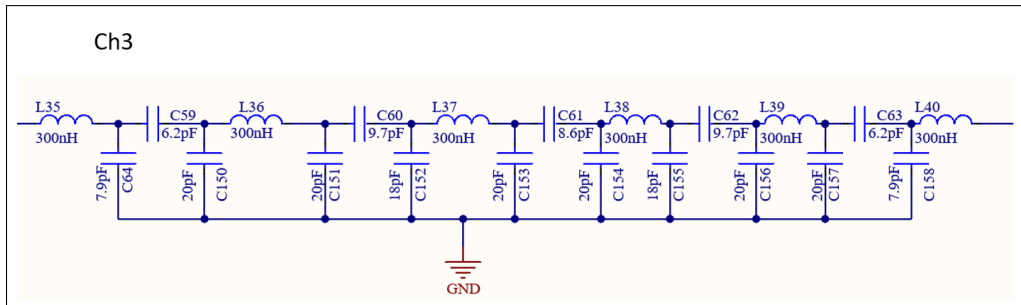 Ch3
L35
300nH
C59
6.2pF
L36
300nH
C60
9.7pF
L37
300nH
C61
8.6pF
L38
300nH
C62
9.7pF
L39
300nH
C63
6.2pF
L40
300nH
7.9pF
C64
20pF
C150
20pF
C151
18pF
C152
20pF
C153
20pF
C154
18pF
C155
20pF
C156
20pF
C157
7.9pF
C158
GND